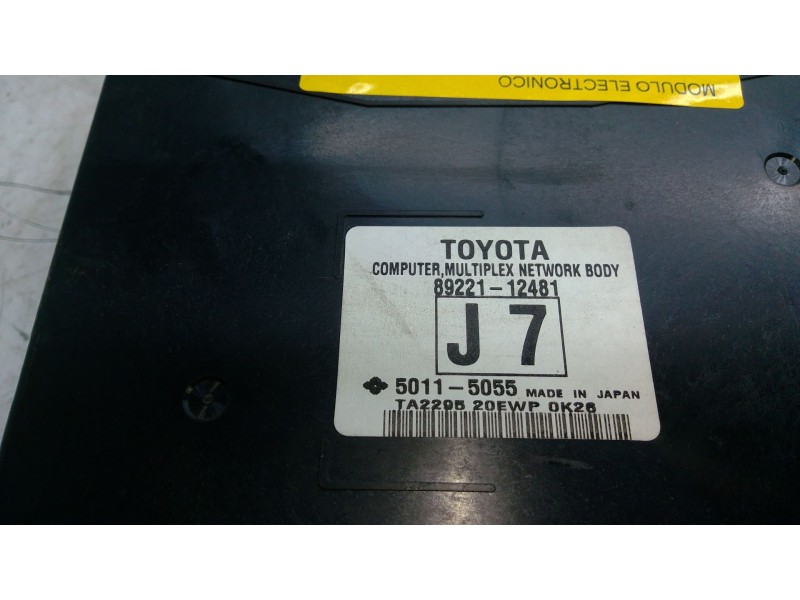 MODULO ELECTRONICO
TOYOTA
COMPUTER,MULTIPLEX NETWORK BODY
89221-12481
J 7
5011-5055 MADE IN JAPAN
TA2295 20EWP 0K26